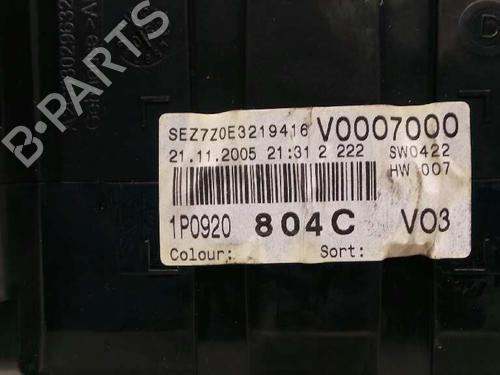 SEZ7Z0E3219416 V0007000
21.11.2005 21:31 2 222 SW0422
HW 007
1P0920 804C V03
Colour: Sort:
B-PARTS